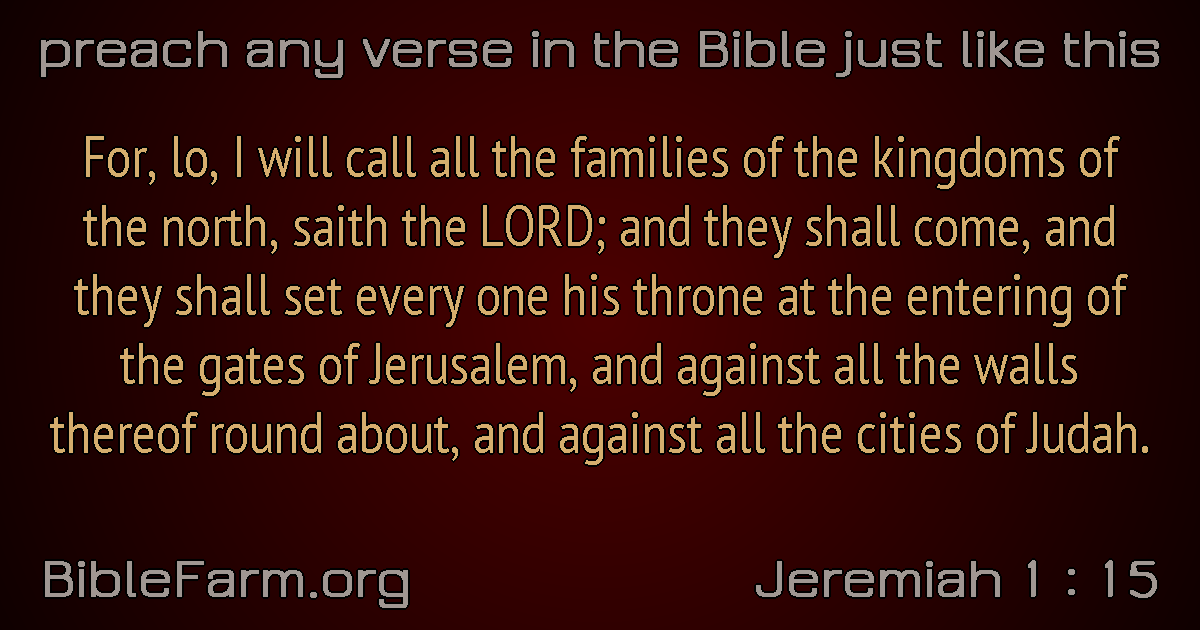 preach any verse in the Bible just like this
For, lo, I will call all the families of the kingdoms of
the north, saith the LORD; and they shall come, and
they shall set every one his throne at the entering of
the gates of Jerusalem, and against all the walls
thereof round about, and against all the cities of Judah.
BibleFarm.org
Jeremiah 1 : 15